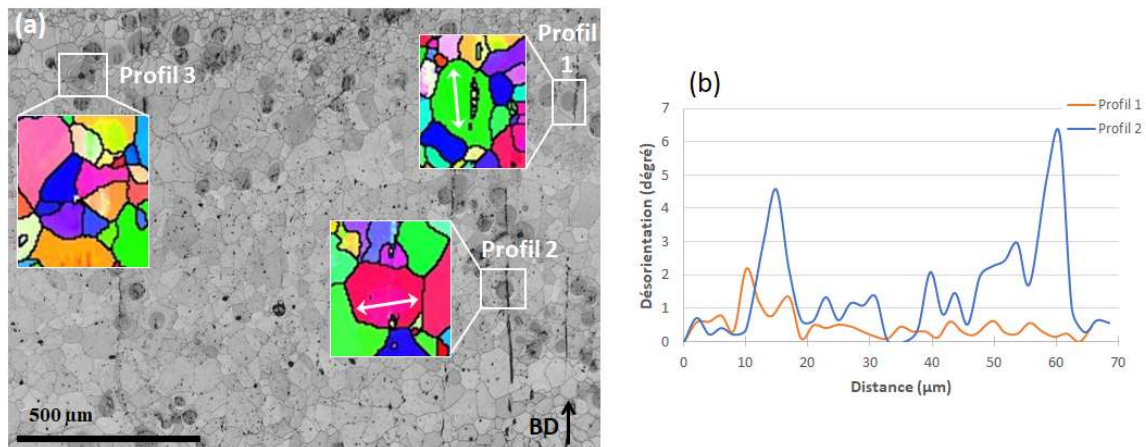 (a)
Profil 3
Profil
1
Profil 2
500 µm
BD
(b)
Profil 1
Profil 2
Désorientation (dégré)
7
6
5
4
3
2
1
0
0
10
20
30
40
50
60
70
Distance (µm)